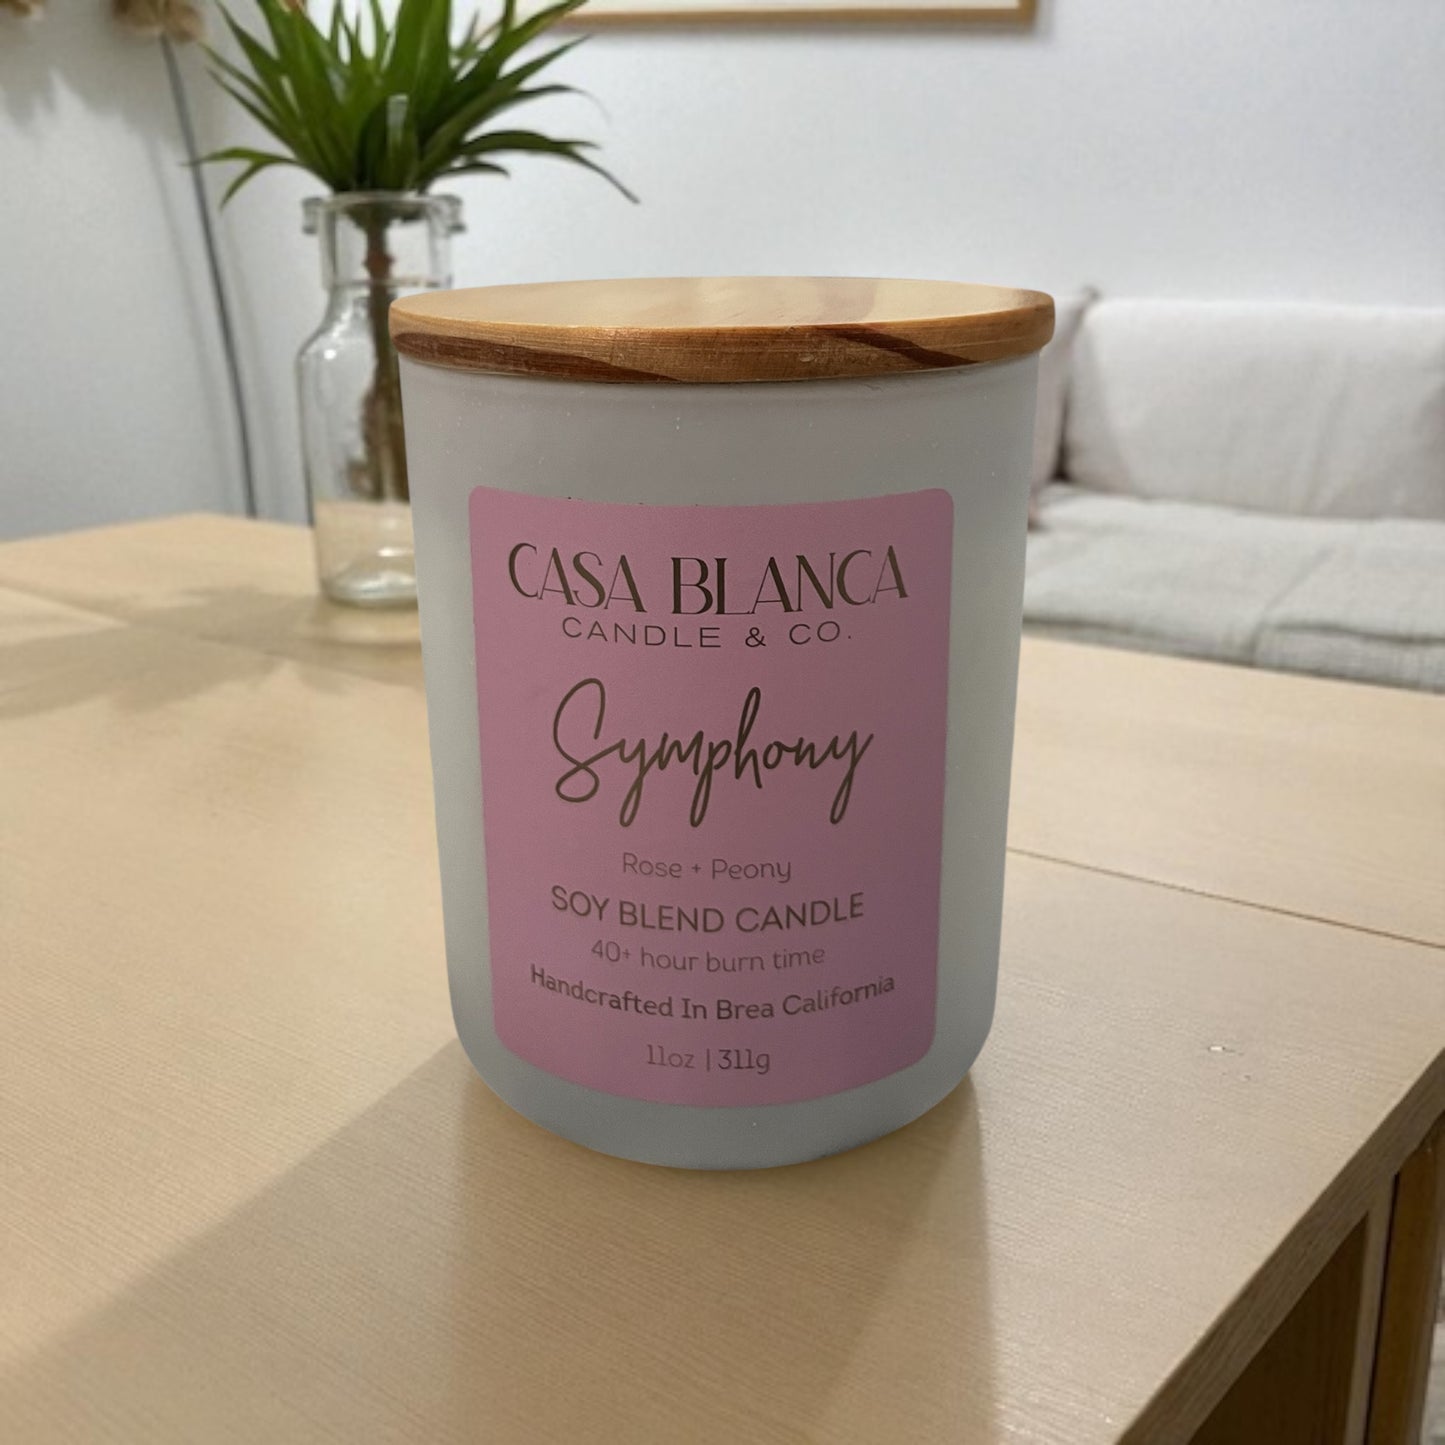 CASA BLANCA
CANDLE & CO.
Symphony
Rose + Peony
SOY BLEND CANDLE
40+ hour burn time
Handcrafted In Brea California
11oz | 311g